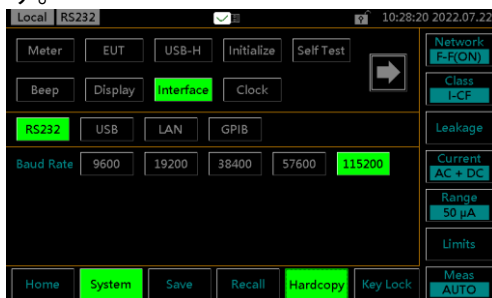 す。
Local RS232 10:28:20 2022.07.22
Meter EUT USB-H Initialize Self Test
Beep Display Interface Clock
RS232 USB LAN GPIB
Baud Rate 9600 19200 38400 57600 115200
Network
F-F(ON)
Class
I-CF
Leakage
Current
AC + DC
Range
50 µA
Limits
Meas
AUTO
Home System Save Recall Hardcopy Key Lock